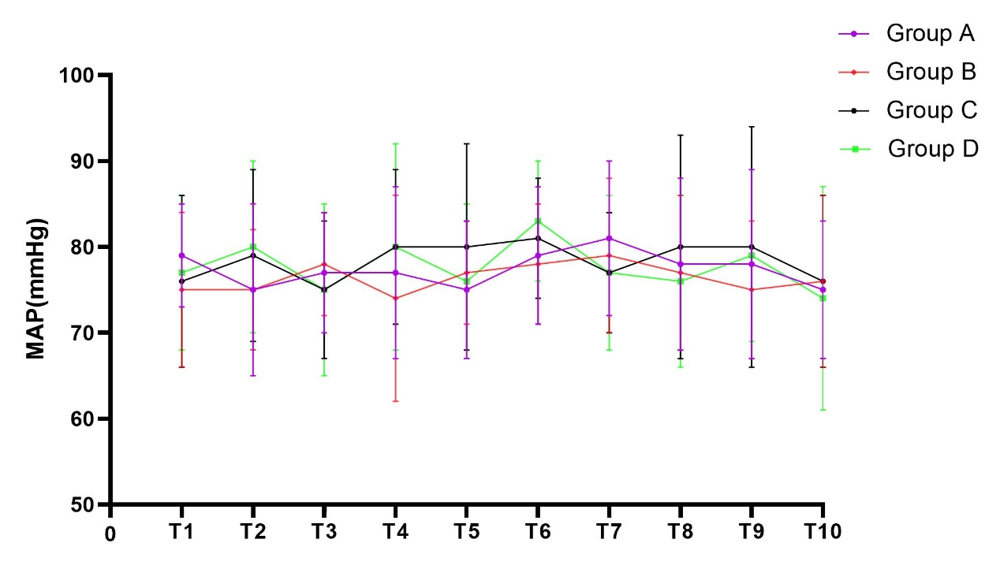 Group A
Group B
Group C
Group D
100
90
80
70
60
50
MAP(mmHg)
0 T1 T2 T3 T4 T5 T6 T7 T8 T9 T10